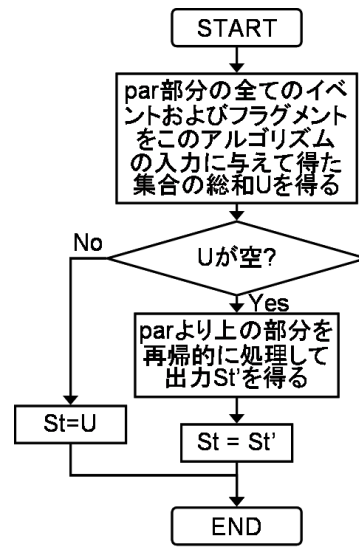 START
par部分の全てのイベ
ントおよびフラグメント
をこのアルゴリズム
の入力に与えて得た
集合の総和Uを得る
Uが空?
No
Yes
parより上の部分を
再帰的に処理して
出力St'を得る
St=U
St = St'
END